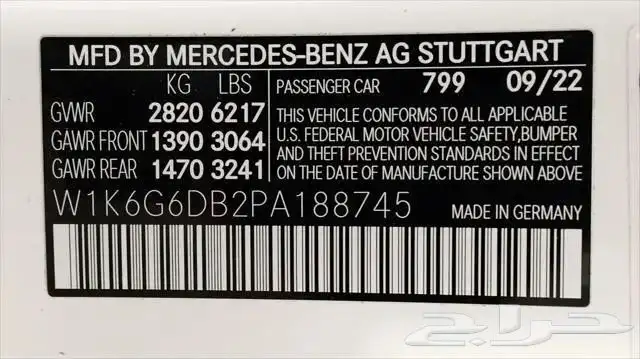 MFD BY MERCEDES-BENZ AG STUTTGART
KG LBS
GVWR 2820 6217
GAWR FRONT 1390 3064
GAWR REAR 1470 3241
PASSENGER CAR 799 09/22
THIS VEHICLE CONFORMS TO ALL APPLICABLE
U.S. FEDERAL MOTOR VEHICLE SAFETY,BUMPER
AND THEFT PREVENTION STANDARDS IN EFFECT
ON THE DATE OF MANUFACTURE SHOWN ABOVE.
W1K6G6DB2PA188745
MADE IN GERMANY
حراج